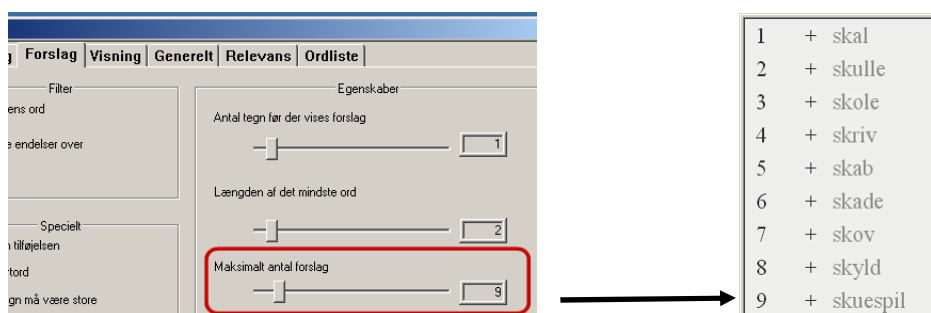 Forslag Visning Generelt Relevans Ordliste
Filter
ens ord
e endelser over
Specielt
tilføjelsen
tord
gn må være store
Egenskaber
Antal tegn før der vises forslag
1
Længden af det mindste ord
2
Maksimalt antal forslag
9
1 + skal
2 + skulle
3 + skole
4 + skriv
5 + skab
6 + skade
7 + skov
8 + skyld
9 + skuespil